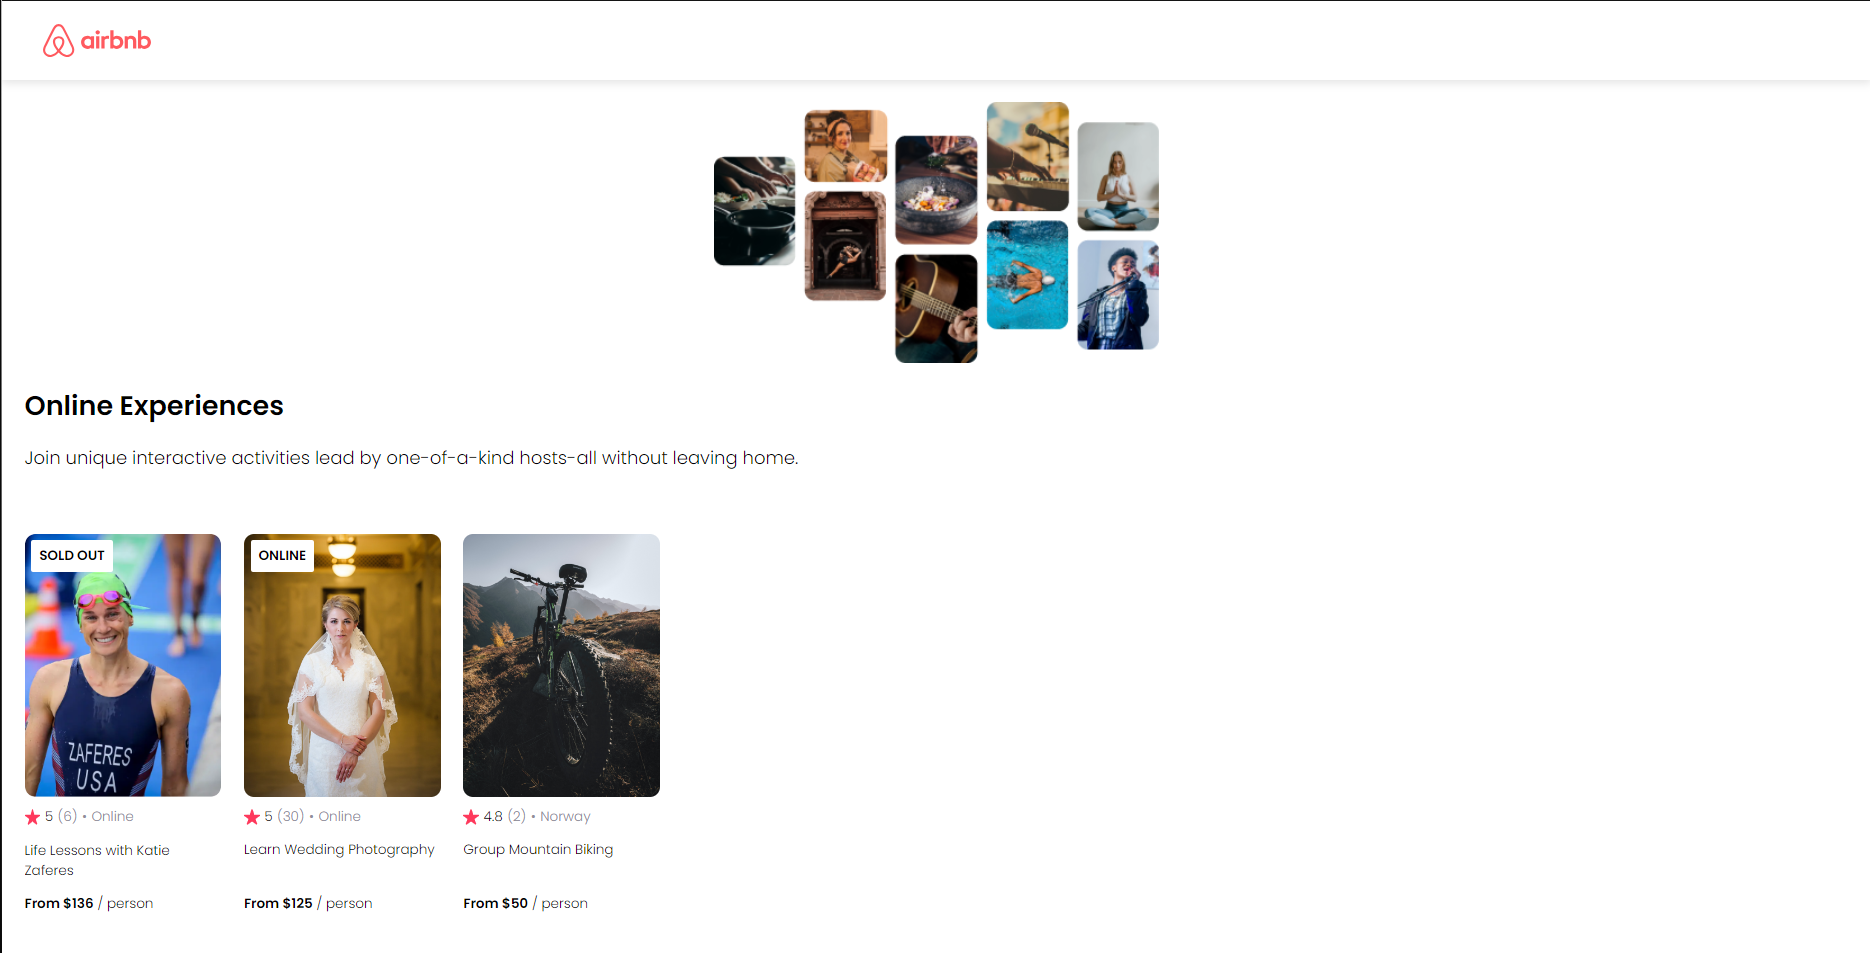 airbnb
Online Experiences
Join unique interactive activities lead by one-of-a-kind hosts-all without leaving home.
SOLD OUT
ZAFERES
USA
5 (6) • Online
Life Lessons with Katie
Zaferes
From $136 / person
ONLINE
5 (30) • Online
Learn Wedding Photography
From $125 / person
4.8 (2) • Norway
Group Mountain Biking
From $50 / person